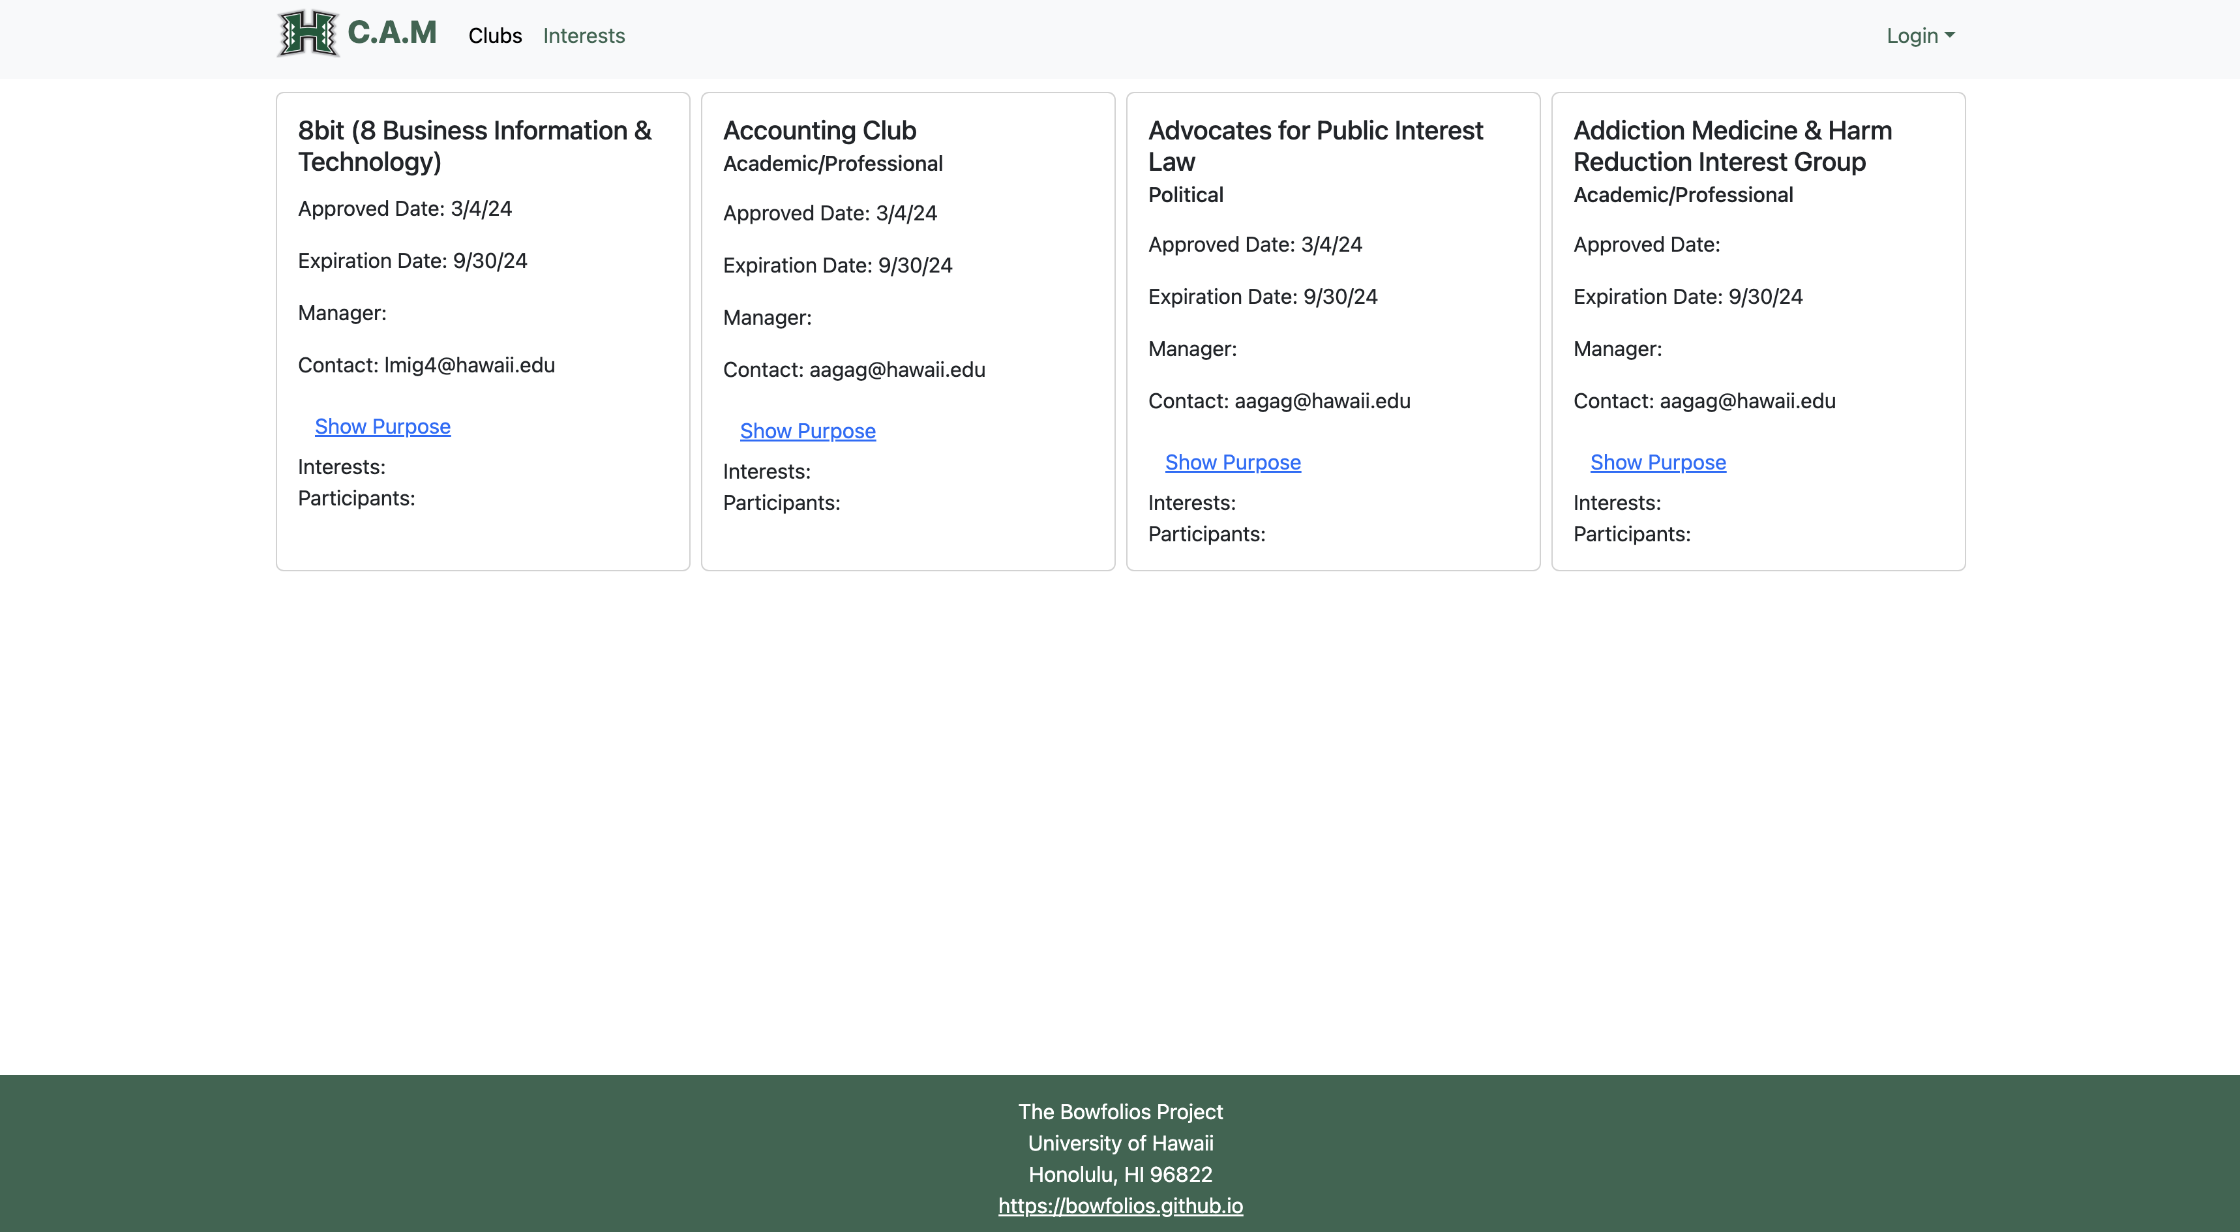 H C.A.M Clubs Interests Login
8bit (8 Business Information &
Technology)
Approved Date: 3/4/24
Expiration Date: 9/30/24
Manager:
Contact: lmig4@hawaii.edu
Show Purpose
Interests:
Participants:
Accounting Club
Academic/Professional
Approved Date: 3/4/24
Expiration Date: 9/30/24
Manager:
Contact: aagag@hawaii.edu
Show Purpose
Interests:
Participants:
Advocates for Public Interest
Law
Political
Approved Date: 3/4/24
Expiration Date: 9/30/24
Manager:
Contact: aagag@hawaii.edu
Show Purpose
Interests:
Participants:
Addiction Medicine & Harm
Reduction Interest Group
Academic/Professional
Approved Date:
Expiration Date: 9/30/24
Manager:
Contact: aagag@hawaii.edu
Show Purpose
Interests:
Participants:
The Bowfolios Project
University of Hawaii
Honolulu, HI 96822
https://bowfolios.github.io